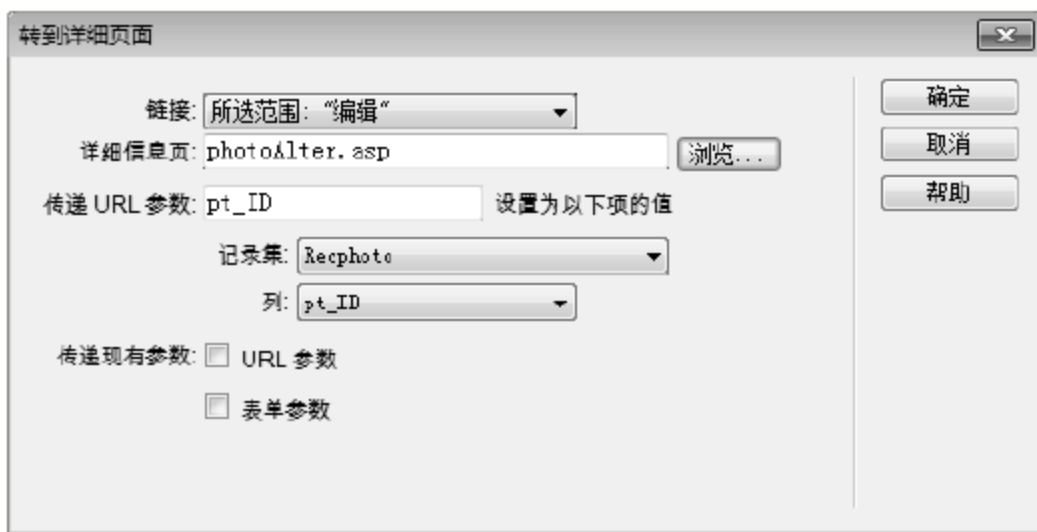 转到详细页面
链接: 所选范围: “编辑” 确定
详细信息页: photoAlter.asp 浏览... 取消
传递 URL 参数: pt_ID 设置为以下项的值 帮助
记录集: Recphoto
列: pt_ID
传递现有参数: URL 参数
表单参数